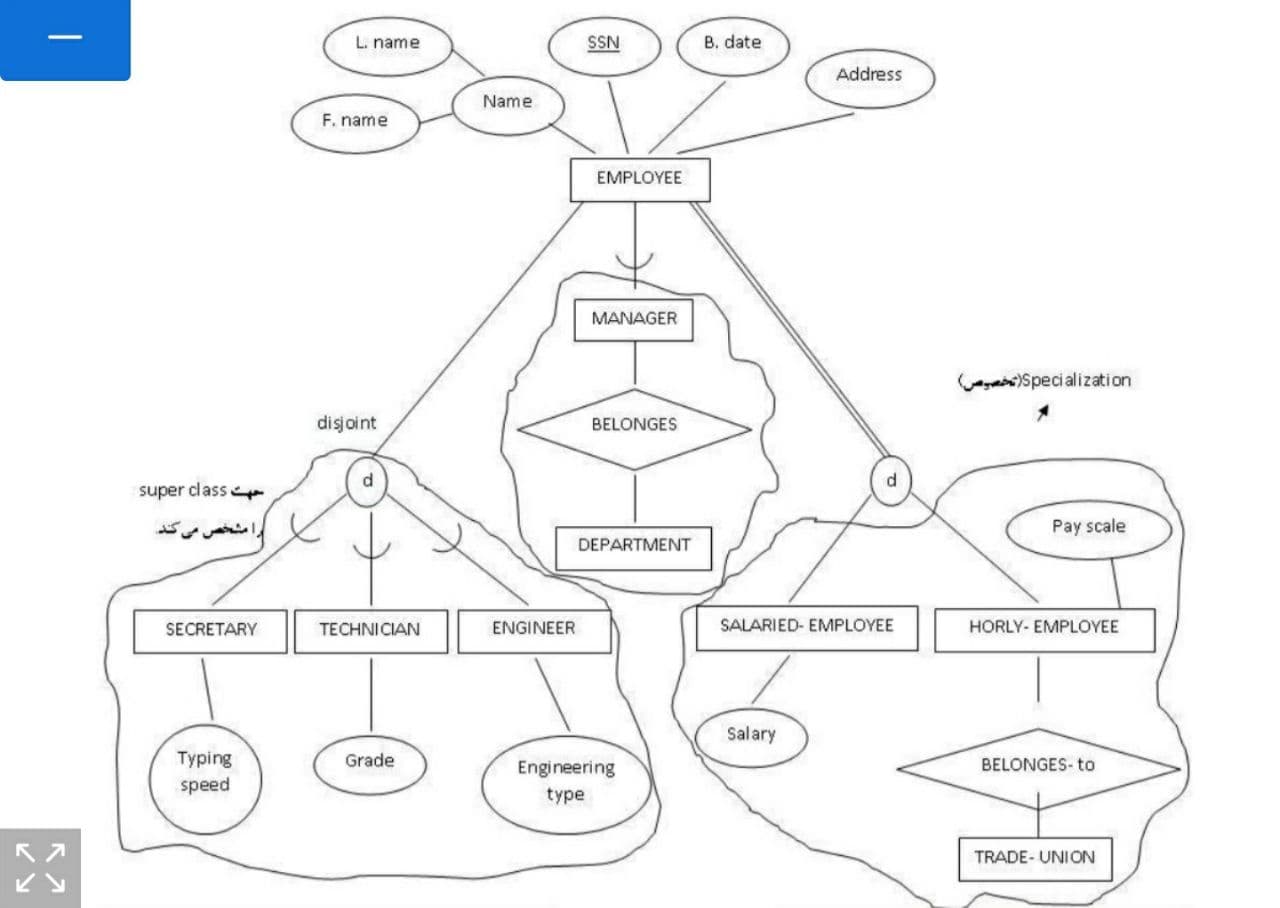 L. name
SSN
B. date
Address
Name
F. name
EMPLOYEE
MANAGER
Specialization(تخصیص)
disjoint
BELONGES
d
d
جهت super class
را مشخص می‌کند
Pay scale
DEPARTMENT
SECRETARY
TECHNICIAN
ENGINEER
SALARIED- EMPLOYEE
HORLY- EMPLOYEE
Salary
Typing
speed
Grade
Engineering
type
BELONGES- to
TRADE- UNION